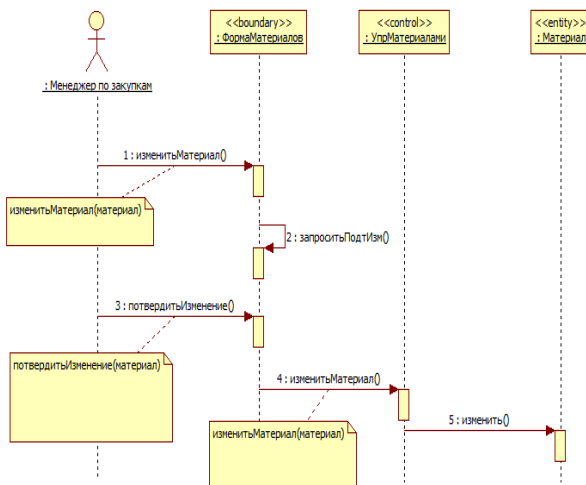 <<boundary>>
: ФормаМатериалов
<<control>>
: УпрМатериалами
<<entity>>
: Материал
: Менеджер по закупкам
1 : изменитьМатериал()
изменитьМатериал(материал)
2 : запроситьПодтИзм()
3 : потвердитьИзменение()
потвердитьИзменение(материал)
4 : изменитьМатериал()
изменитьМатериал(материал)
5 : изменить()